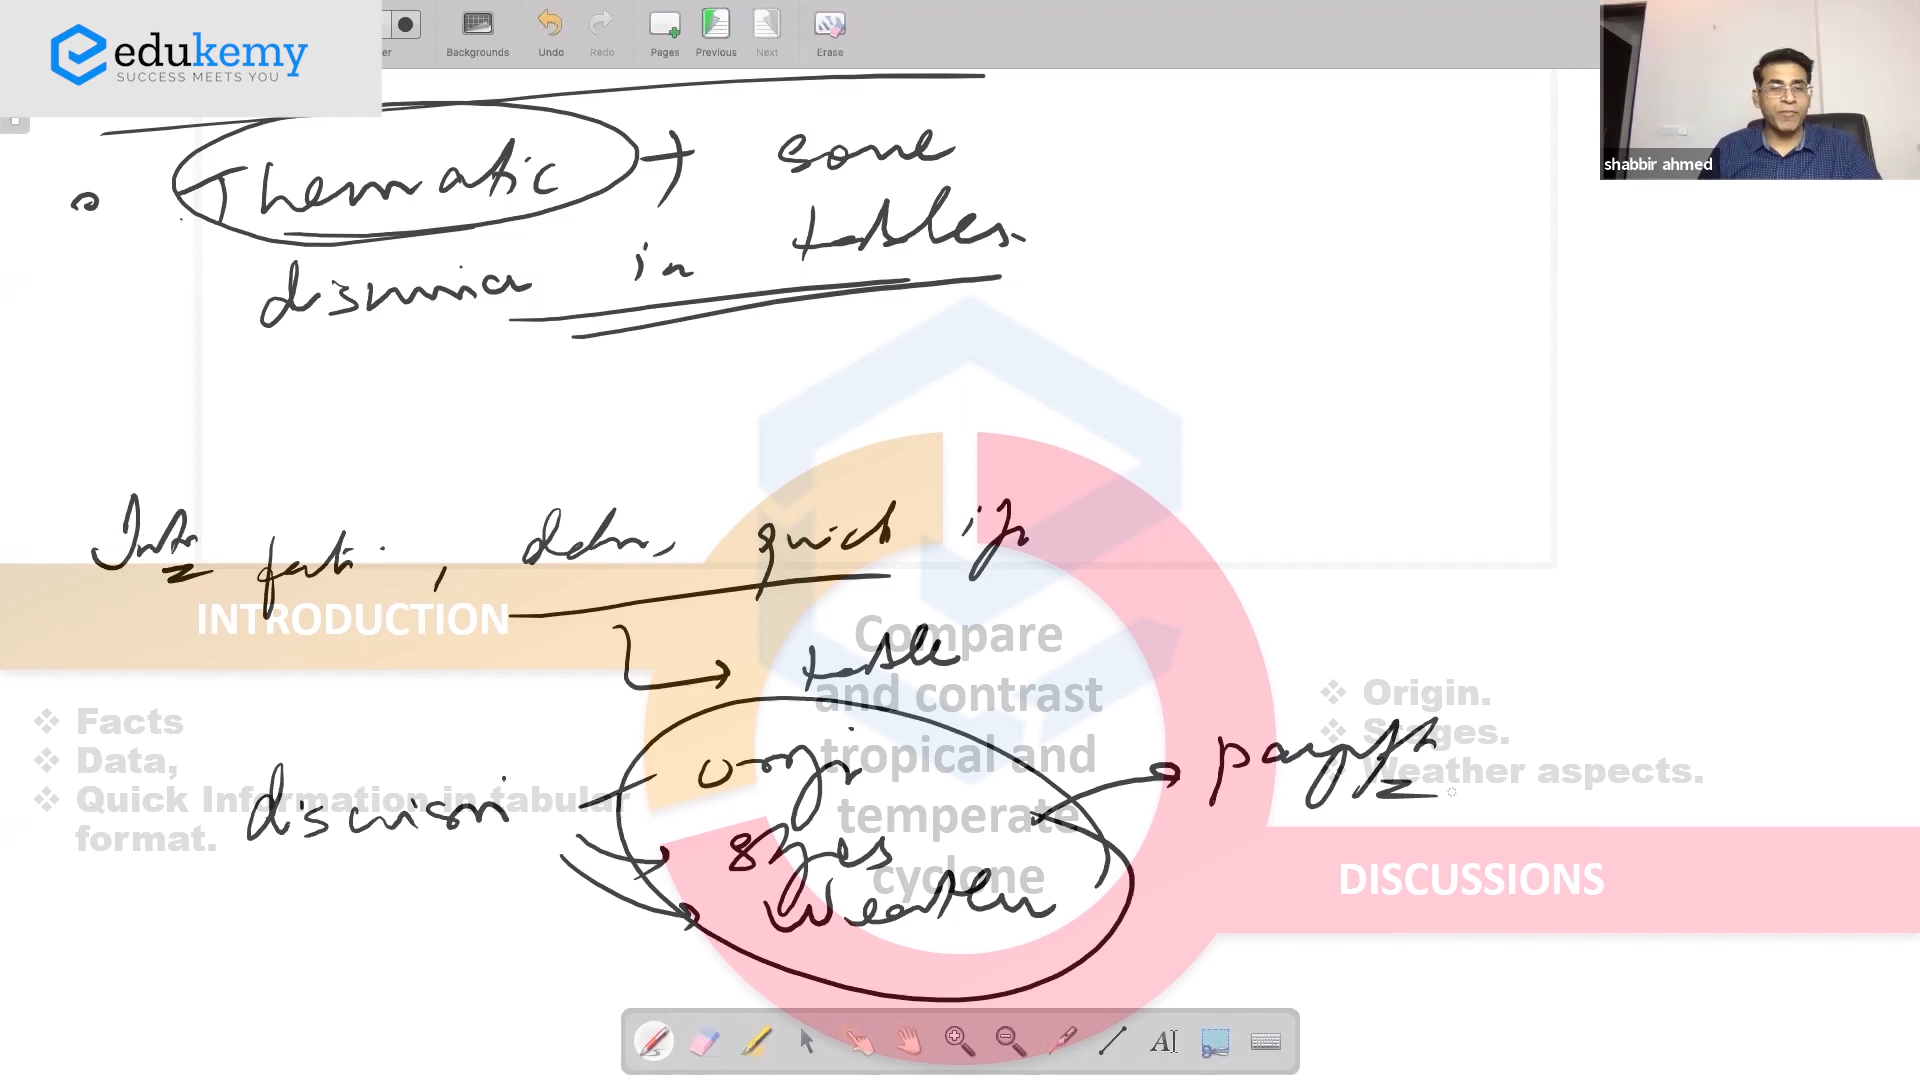 edukemy
SUCCESS MEETS YOU
Backgrounds
Undo
Redo
Pages
Previous
Next
Erase
shabbir ahmed
Thematic + some
in tables.
data, quick
INTRODUCTION
table
Facts
Data,
Quick Information in tabular
format.
Compare
and contrast
tropical and
temperate
cyclone
Origin.
Stages.
Weather aspects.
DISCUSSIONS
Weather